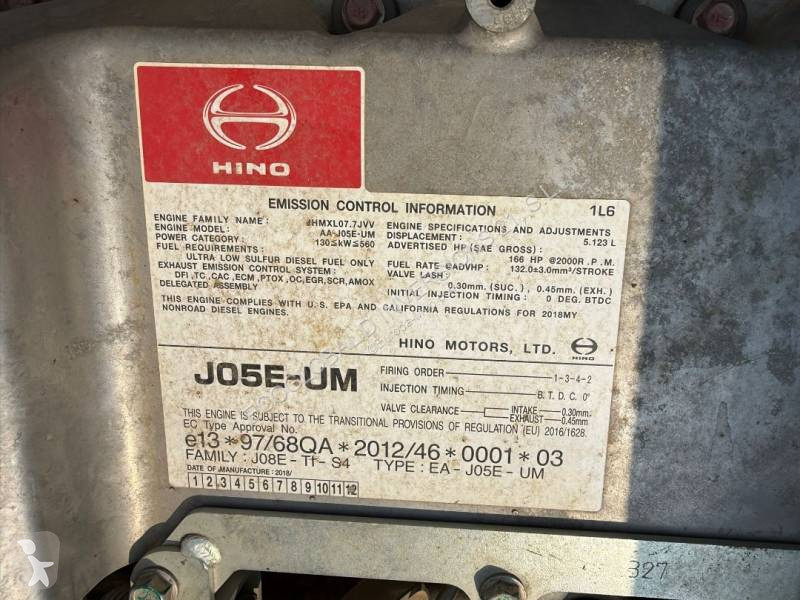 HINO
EMISSION CONTROL INFORMATION 1L6
ENGINE FAMILY NAME: JHMXL07.7JVV
ENGINE MODEL: AA-J05E-UM
POWER CATEGORY: 130≤kW≤560
FUEL REQUIREMENTS:
ULTRA LOW SULFUR DIESEL FUEL ONLY
EXHAUST EMISSION CONTROL SYSTEM:
DFI,TC,CAC,ECM,PTOX,OC,EGR,SCR,AMOX
DELEGATED ASSEMBLY
ENGINE SPECIFICATIONS AND ADJUSTMENTS
DISPLACEMENT: 5.123 L
ADVERTISED HP (SAE GROSS):
166 HP @2000R.P.M.
FUEL RATE @ADVHP: 132.0±3.0mm³/STROKE
VALVE LASH:
0.30mm.(SUC.), 0.45mm.(EXH.)
INITIAL INJECTION TIMING: 0 DEG. BTDC
THIS ENGINE COMPLIES WITH U.S. EPA AND CALIFORNIA REGULATIONS FOR 2018MY
NONROAD DIESEL ENGINES.
HINO MOTORS, LTD. HINO
J05E-UM
FIRING ORDER 1-3-4-2
INJECTION TIMING B.T.D.C. 0°
VALVE CLEARANCE INTAKE 0.30mm.
EXHAUST 0.45mm.
THIS ENGINE IS SUBJECT TO THE TRANSITIONAL PROVISIONS OF REGULATION (EU) 2016/1628.
EC Type Approval No.
e13*97/68QA*2012/46*0001*03
FAMILY: J08E-TI-S4 TYPE: EA-J05E-UM
DATE OF MANUFACTURE: 2018/
1 2 3 4 5 6 7 8 9 10 11 12
327